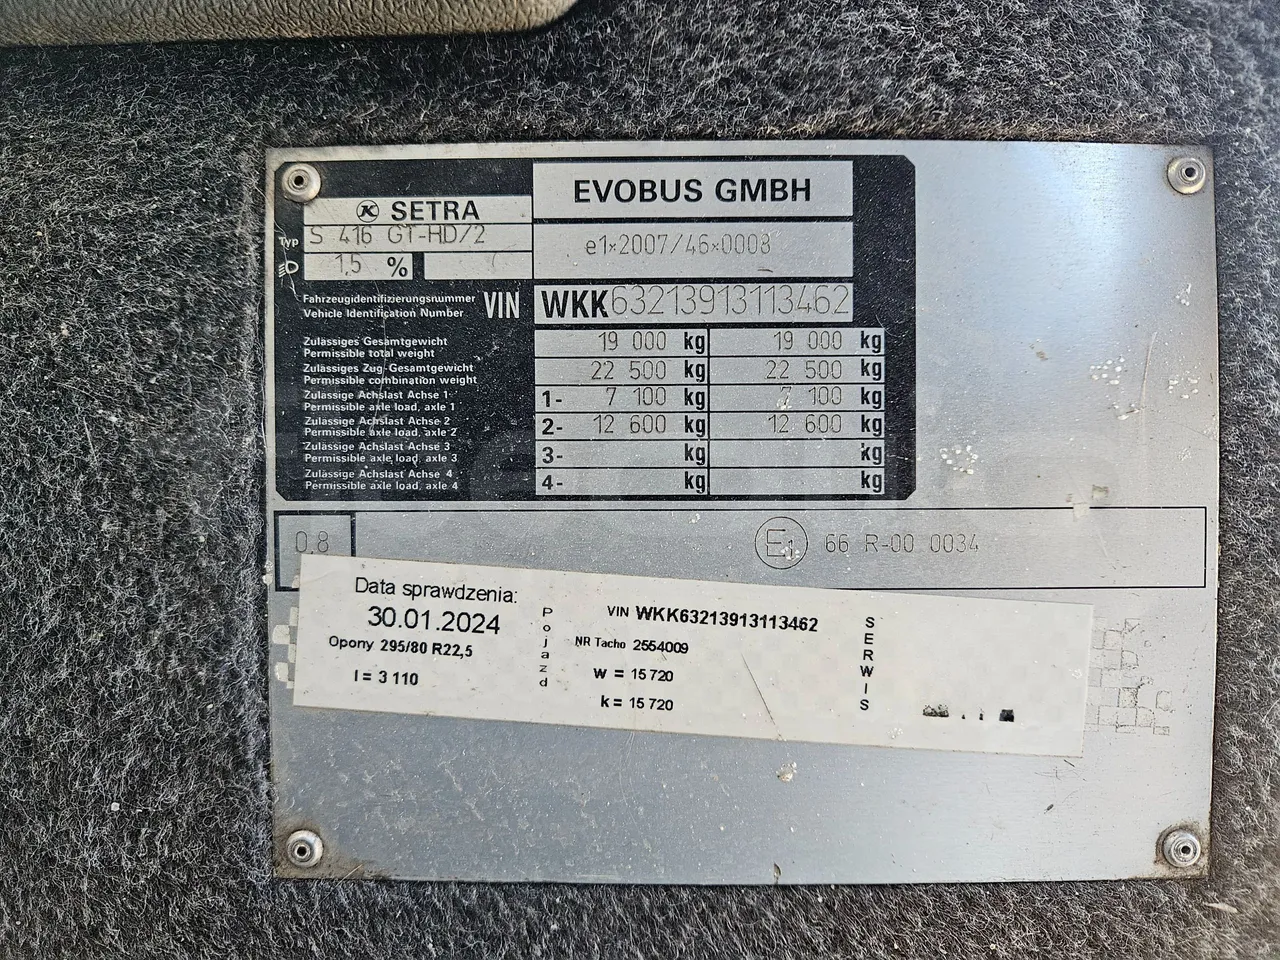 EVOBUS GMBH
K SETRA
Typ S 416 GT-HD/2
e1*2007/46*0008
1,5 %
Fahrzeugidentifizierungsnummer
Vehicle Identification Number
VIN WKK63213913113462
Zulässiges Gesamtgewicht
Permissible total weight
19 000 kg 19 000 kg
Zulässiges Zug-Gesamtgewicht
Permissible combination weight
22 500 kg 22 500 kg
Zulässige Achslast Achse 1
Permissible axle load, axle 1
1- 7 100 kg 7 100 kg
Zulässige Achslast Achse 2
Permissible axle load, axle 2
2- 12 600 kg 12 600 kg
Zulässige Achslast Achse 3
Permissible axle load, axle 3
3- kg kg
Zulässige Achslast Achse 4
Permissible axle load, axle 4
4- kg kg
0,8
E1 66 R-00 0034
Data sprawdzenia:
30.01.2024
Opony 295/80 R22,5
l = 3 110
Pojazd
VIN WKK63213913113462
NR Tacho 2554009
w = 15 720
k = 15 720
SERWIS